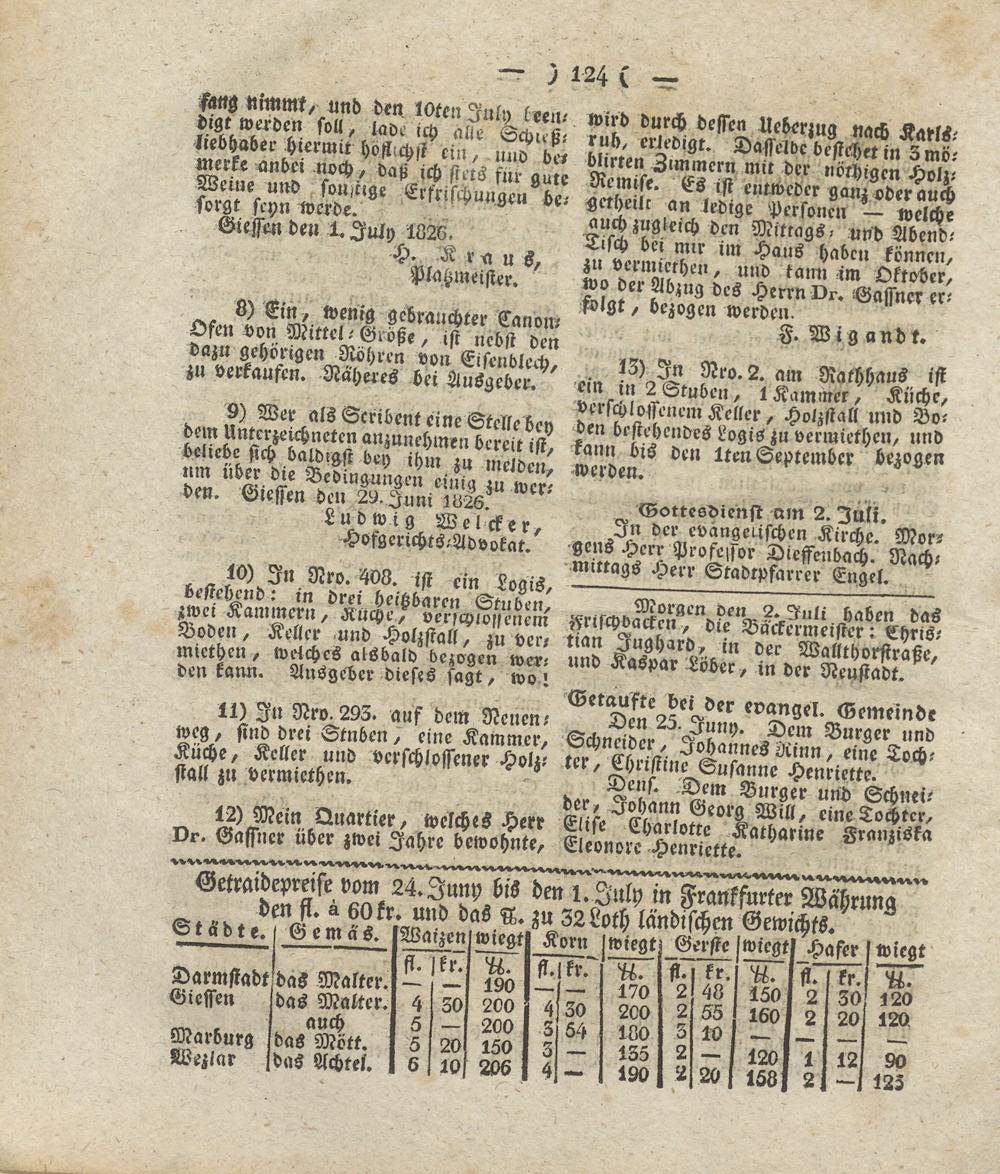 — ) 124 ( —
fang nimmt, und den 10ten July been-
digt werden soll, lade ich alle Schieß-
liebhaber hiermit höflichst ein, und be-
merke anbei noch, daß ich stets für gute
Weine und sonstige Erfrischungen be-
sorgt seyn werde.
Giessen den 1. July 1826.
H. Kraus,
Platzmeister.
8) Ein, wenig gebrauchter Canon-
Ofen von Mittel-Größe, ist nebst den
dazu gehörigen Röhren von Eisenblech,
zu verkaufen. Näheres bei Ausgeber.
9) Wer als Scribent eine Stelle bey
dem Unterzeichneten anzunehmen bereit ist,
beliebe sich baldigst bey ihm zu melden,
um über die Bedingungen einig zu wer-
den. Giessen den 29. Juni 1826.
Ludwig Welcker,
Hofgerichts-Advokat.
10) In Nro. 408. ist ein Logis,
bestehend: in drei heitzbaren Stuben,
zwei Kammern, Küche, verschlossenem
Boden, Keller und Holzstall, zu ver-
miethen, welches alsbald bezogen wer-
den kann. Ausgeber dieses sagt, wo!
11) In Nro. 293. auf dem Neuen-
weg, sind drei Stuben, eine Kammer,
Küche, Keller und verschlossener Holz-
stall zu vermiethen.
12) Mein Quartier, welches Herr
Dr. Gassner über zwei Jahre bewohnte,
wird durch dessen Ueberzug nach Karls-
ruh, erledigt. Dasselbe bestehet in 3 mö-
blirten Zimmern mit der nöthigen Holz-
Remise. Es ist entweder ganz oder auch
getheilt an ledige Personen — welche
auch zugleich den Mittags- und Abend-
Tisch bei mir im Haus haben können,
zu vermiethen, und kann im Oktober,
wo der Abzug des Herrn Dr. Gassner er-
folgt, bezogen werden.
F. Wigandt.
13) In Nro. 2. am Rathhaus ist
ein in 2 Stuben, 1 Kammer, Küche,
verschlossenem Keller, Holzstall und Bo-
den bestehendes Logis zu vermiethen, und
kann bis den 1ten September bezogen
werden.
Gottesdienst am 2. Juli.
In der evangelischen Kirche. Mor-
gens Herr Professor Dieffenbach. Nach-
mittags Herr Stadtpfarrer Engel.
Morgen den 2. Juli haben das
Frischbacken, die Bäckermeister: Chris-
tian Jughard, in der Wallthorstraße,
und Kaspar Löber, in der Neustadt.
Getaufte bei der evangel. Gemeinde
Den 25. Juny. Dem Burger und
Schneider, Johannes Rinn, eine Toch-
ter, Christine Susanne Henriette.
Dens. Dem Burger und Schnei-
der, Johann Georg Will, eine Tochter,
Elise Charlotte Katharine Franziska
Eleonore Henriette.
Getraidepreise vom 24. Juny bis den 1. July in Frankfurter Währung
den fl. à 60 kr. und das ℔. zu 32 Loth ländischen Gewichts.
Städte. Gemäs. Waizen wiegt Korn wiegt Gerste wiegt Hafer wiegt
fl. kr. ℔. fl. kr. ℔. fl. kr. ℔. fl. kr. ℔.
Darmstadt das Malter. — — 190 — — 170 2 48 150 2 30 120
Giessen das Malter. 4 30 200 4 30 200 2 55 160 2 20 120
auch 5 — 200 3 54 180 3 10 — — — —
Marburg das Mött. 5 20 150 3 — 135 2 — 120 1 12 90
Wezlar das Achtel. 6 10 206 4 — 190 2 20 158 2 — 123